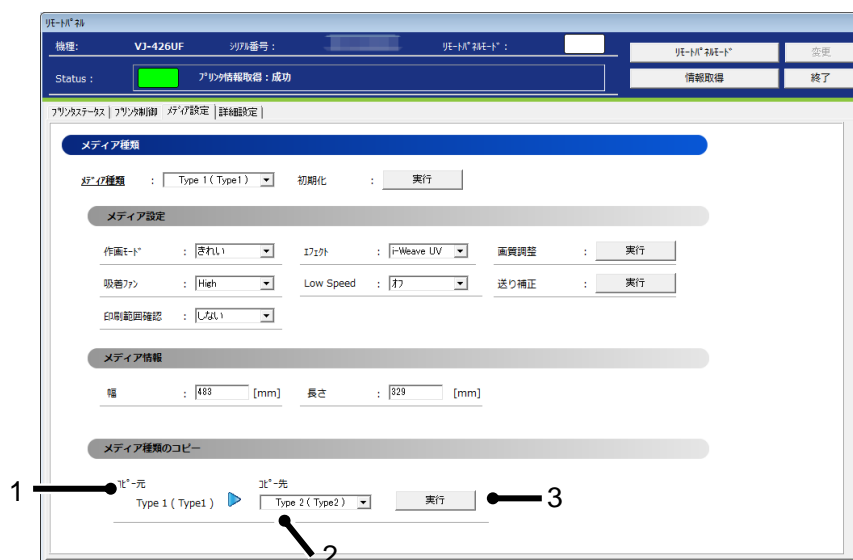 ﾘﾓｰﾄﾊﾟﾈﾙ
機種: VJ-426UF ｼﾘｱﾙ番号 : ﾘﾓｰﾄﾊﾟﾈﾙﾓｰﾄﾞ : ﾘﾓｰﾄﾊﾟﾈﾙﾓｰﾄﾞ 変更
Status : ﾌﾟﾘﾝﾀ情報取得 : 成功 情報取得 終了
ﾌﾟﾘﾝﾀｽﾃｰﾀｽ ﾌﾟﾘﾝﾀ制御 ﾒﾃﾞｨｱ設定 詳細設定
メディア種類
ﾒﾃﾞｨｱ種類 : Type 1 ( Type1 ) 初期化 : 実行
メディア設定
作画ﾓｰﾄﾞ : きれい ｴﾌｪｸﾄ : i-Weave UV 画質調整 : 実行
吸着ﾌｧﾝ : High Low Speed : ｵﾌ 送り補正 : 実行
印刷範囲確認 : しない
メディア情報
幅 : 483 [mm] 長さ : 329 [mm]
メディア種類のコピー
1 ｺﾋﾟｰ元 ｺﾋﾟｰ先
Type 1 ( Type1 ) Type 2 ( Type2 ) 実行 3
2